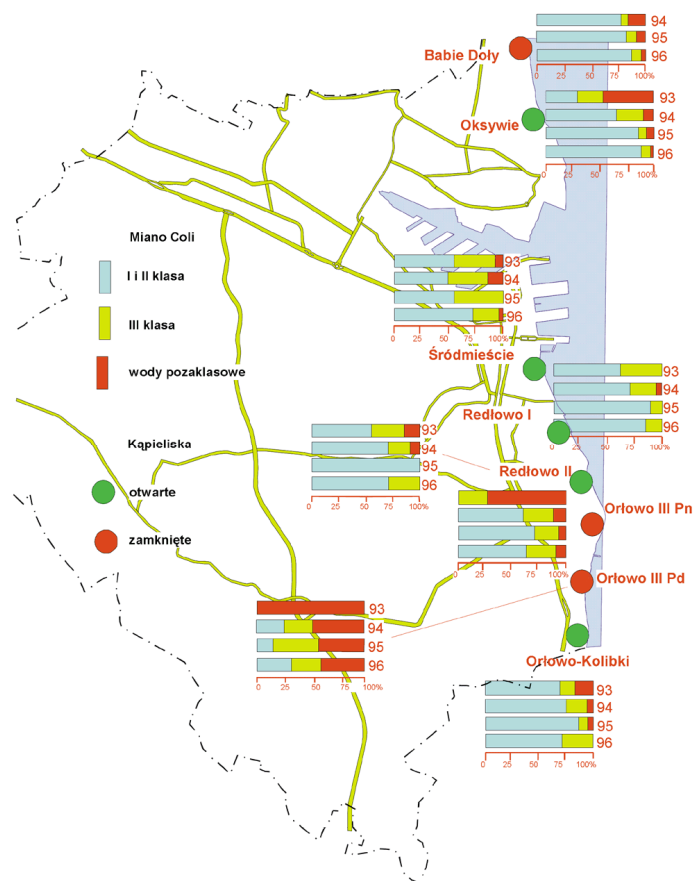 94
95
96
0 25 50 75 100%
Babie Doły
93
94
95
96
0 25 50 75 100%
Oksywie
Miano Coli
I i II klasa
III klasa
wody pozaklasowe
93
94
95
96
0 25 50 75 100%
Śródmieście
93
94
95
96
0 25 50 75 100%
Redłowo I
Kąpieliska
otwarte
zamknięte
93
94
95
96
0 25 50 75 100%
Redłowo II
0 25 50 75 100%
Orłowo III Pn
Orłowo III Pd
93
94
95
96
0 25 50 75 100%
Orłowo-Kolibki
93
94
95
96
0 25 50 75 100%